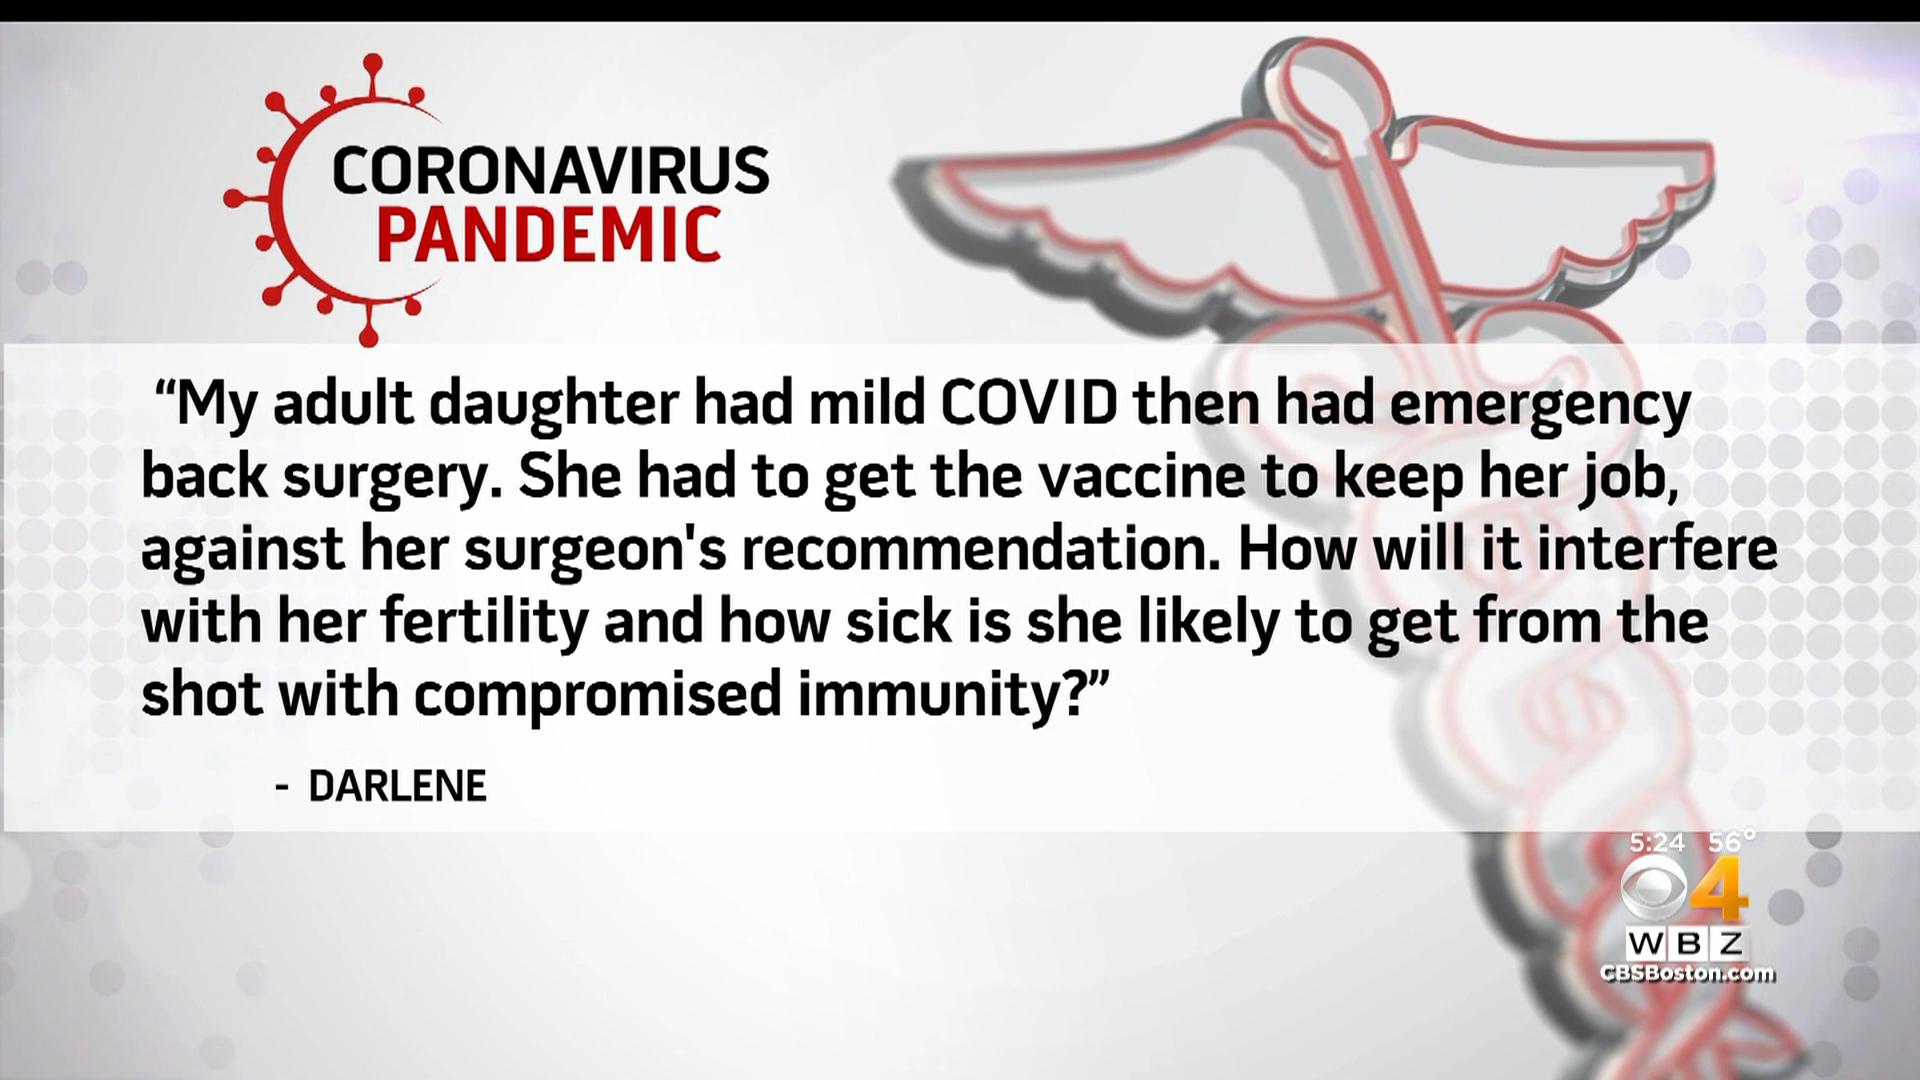 CORONAVIRUS
PANDEMIC
“My adult daughter had mild COVID then had emergency
back surgery. She had to get the vaccine to keep her job,
against her surgeon's recommendation. How will it interfere
with her fertility and how sick is she likely to get from the
shot with compromised immunity?”
- DARLENE
5:24 56°
4
WBZ
CBSBoston.com